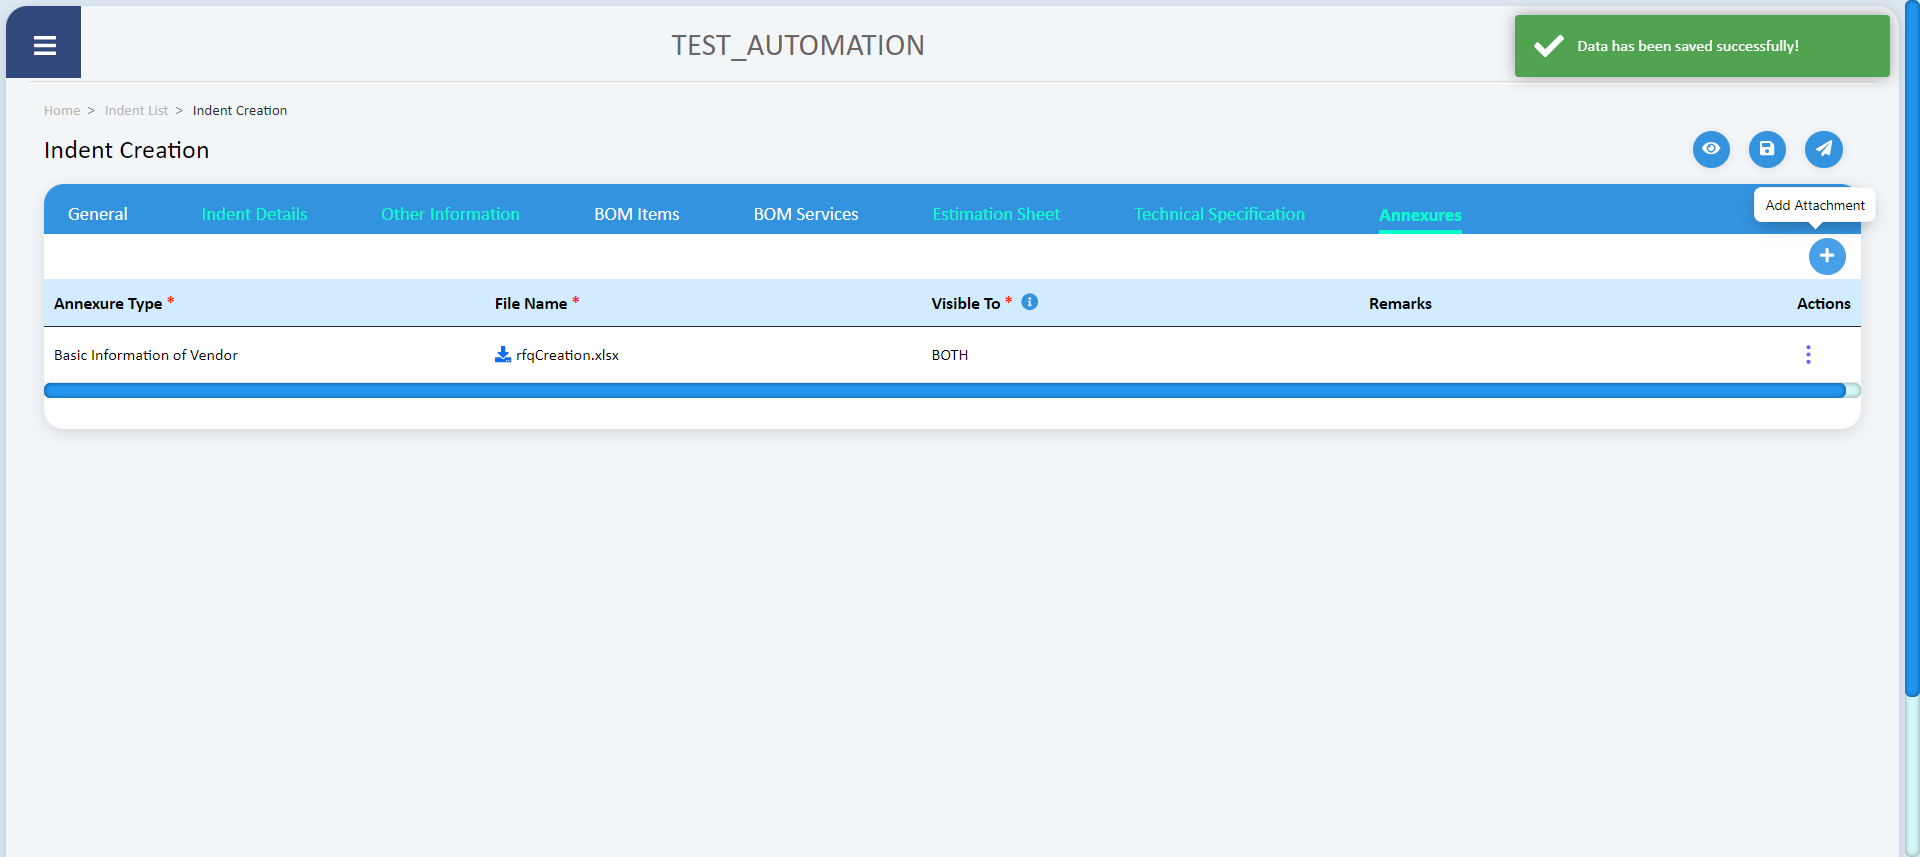 TEST_AUTOMATION
Data has been saved successfully!
Home > Indent List > Indent Creation
Indent Creation
General Indent Details Other Information BOM Items BOM Services Estimation Sheet Technical Specification Annexures
Add Attachment
Annexure Type * File Name * Visible To * Remarks Actions
Basic Information of Vendor rfqCreation.xlsx BOTH